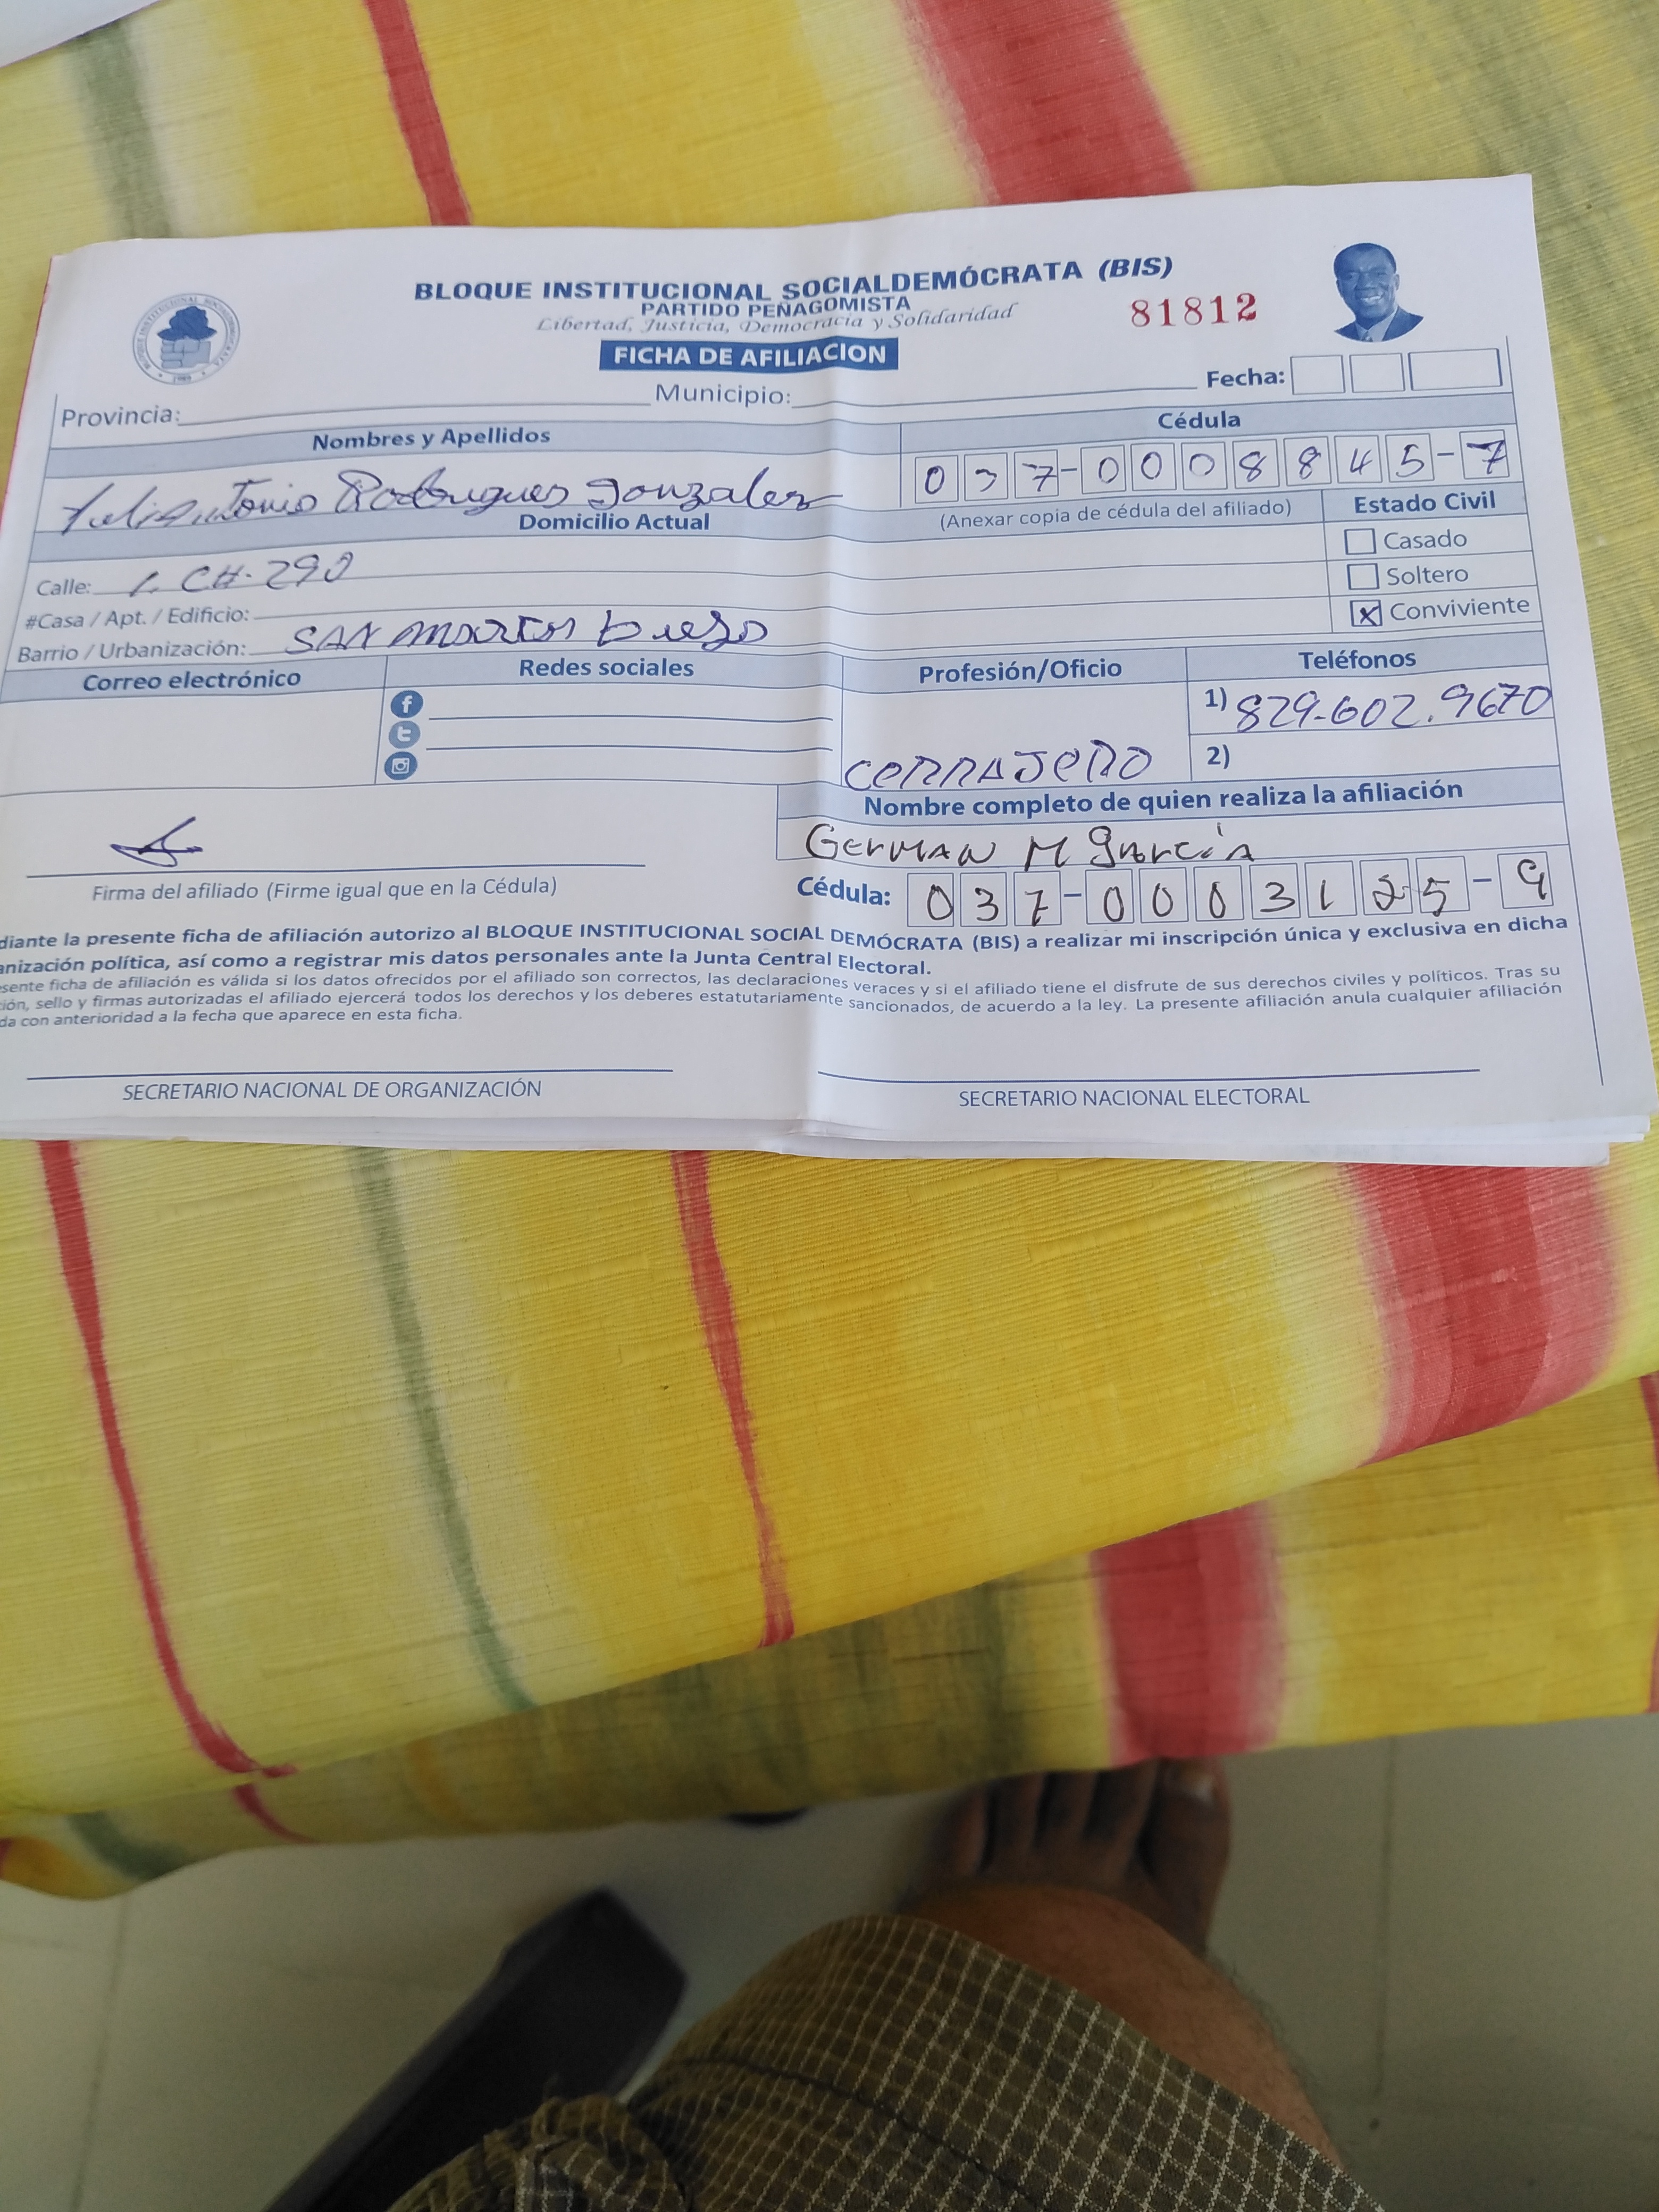 BLOQUE INSTITUCIONAL SOCIALDEMÓCRATA (BIS)
PARTIDO PEÑAGOMISTA
Libertad, Justicia, Democracia y Solidaridad
81812
FICHA DE AFILIACION
Provincia: Municipio: Fecha:
Nombres y Apellidos Cédula
Rodrigues Gonzalez 037-0008845-7
Domicilio Actual (Anexar copia de cédula del afiliado) Estado Civil
Casado
Calle: 1. CH-290 Soltero
#Casa / Apt. / Edificio: X Conviviente
Barrio / Urbanización: SAN
Correo electrónico Redes sociales Profesión/Oficio Teléfonos
1) 829-602.9670
CERRAJERO 2)
Nombre completo de quien realiza la afiliación
GerMAN M García
Firma del afiliado (Firme igual que en la Cédula) Cédula: 037-0003125-9
diante la presente ficha de afiliación autorizo al BLOQUE INSTITUCIONAL SOCIAL DEMÓCRATA (BIS) a realizar mi inscripción única y exclusiva en dicha
anización política, así como a registrar mis datos personales ante la Junta Central Electoral.
sente ficha de afiliación es válida si los datos ofrecidos por el afiliado son correctos, las declaraciones veraces y si el afiliado tiene el disfrute de sus derechos civiles y políticos. Tras su
ión, sello y firmas autorizadas el afiliado ejercerá todos los derechos y los deberes estatutariamente sancionados, de acuerdo a la ley. La presente afiliación anula cualquier afiliación
da con anterioridad a la fecha que aparece en esta ficha.
SECRETARIO NACIONAL DE ORGANIZACIÓN SECRETARIO NACIONAL ELECTORAL